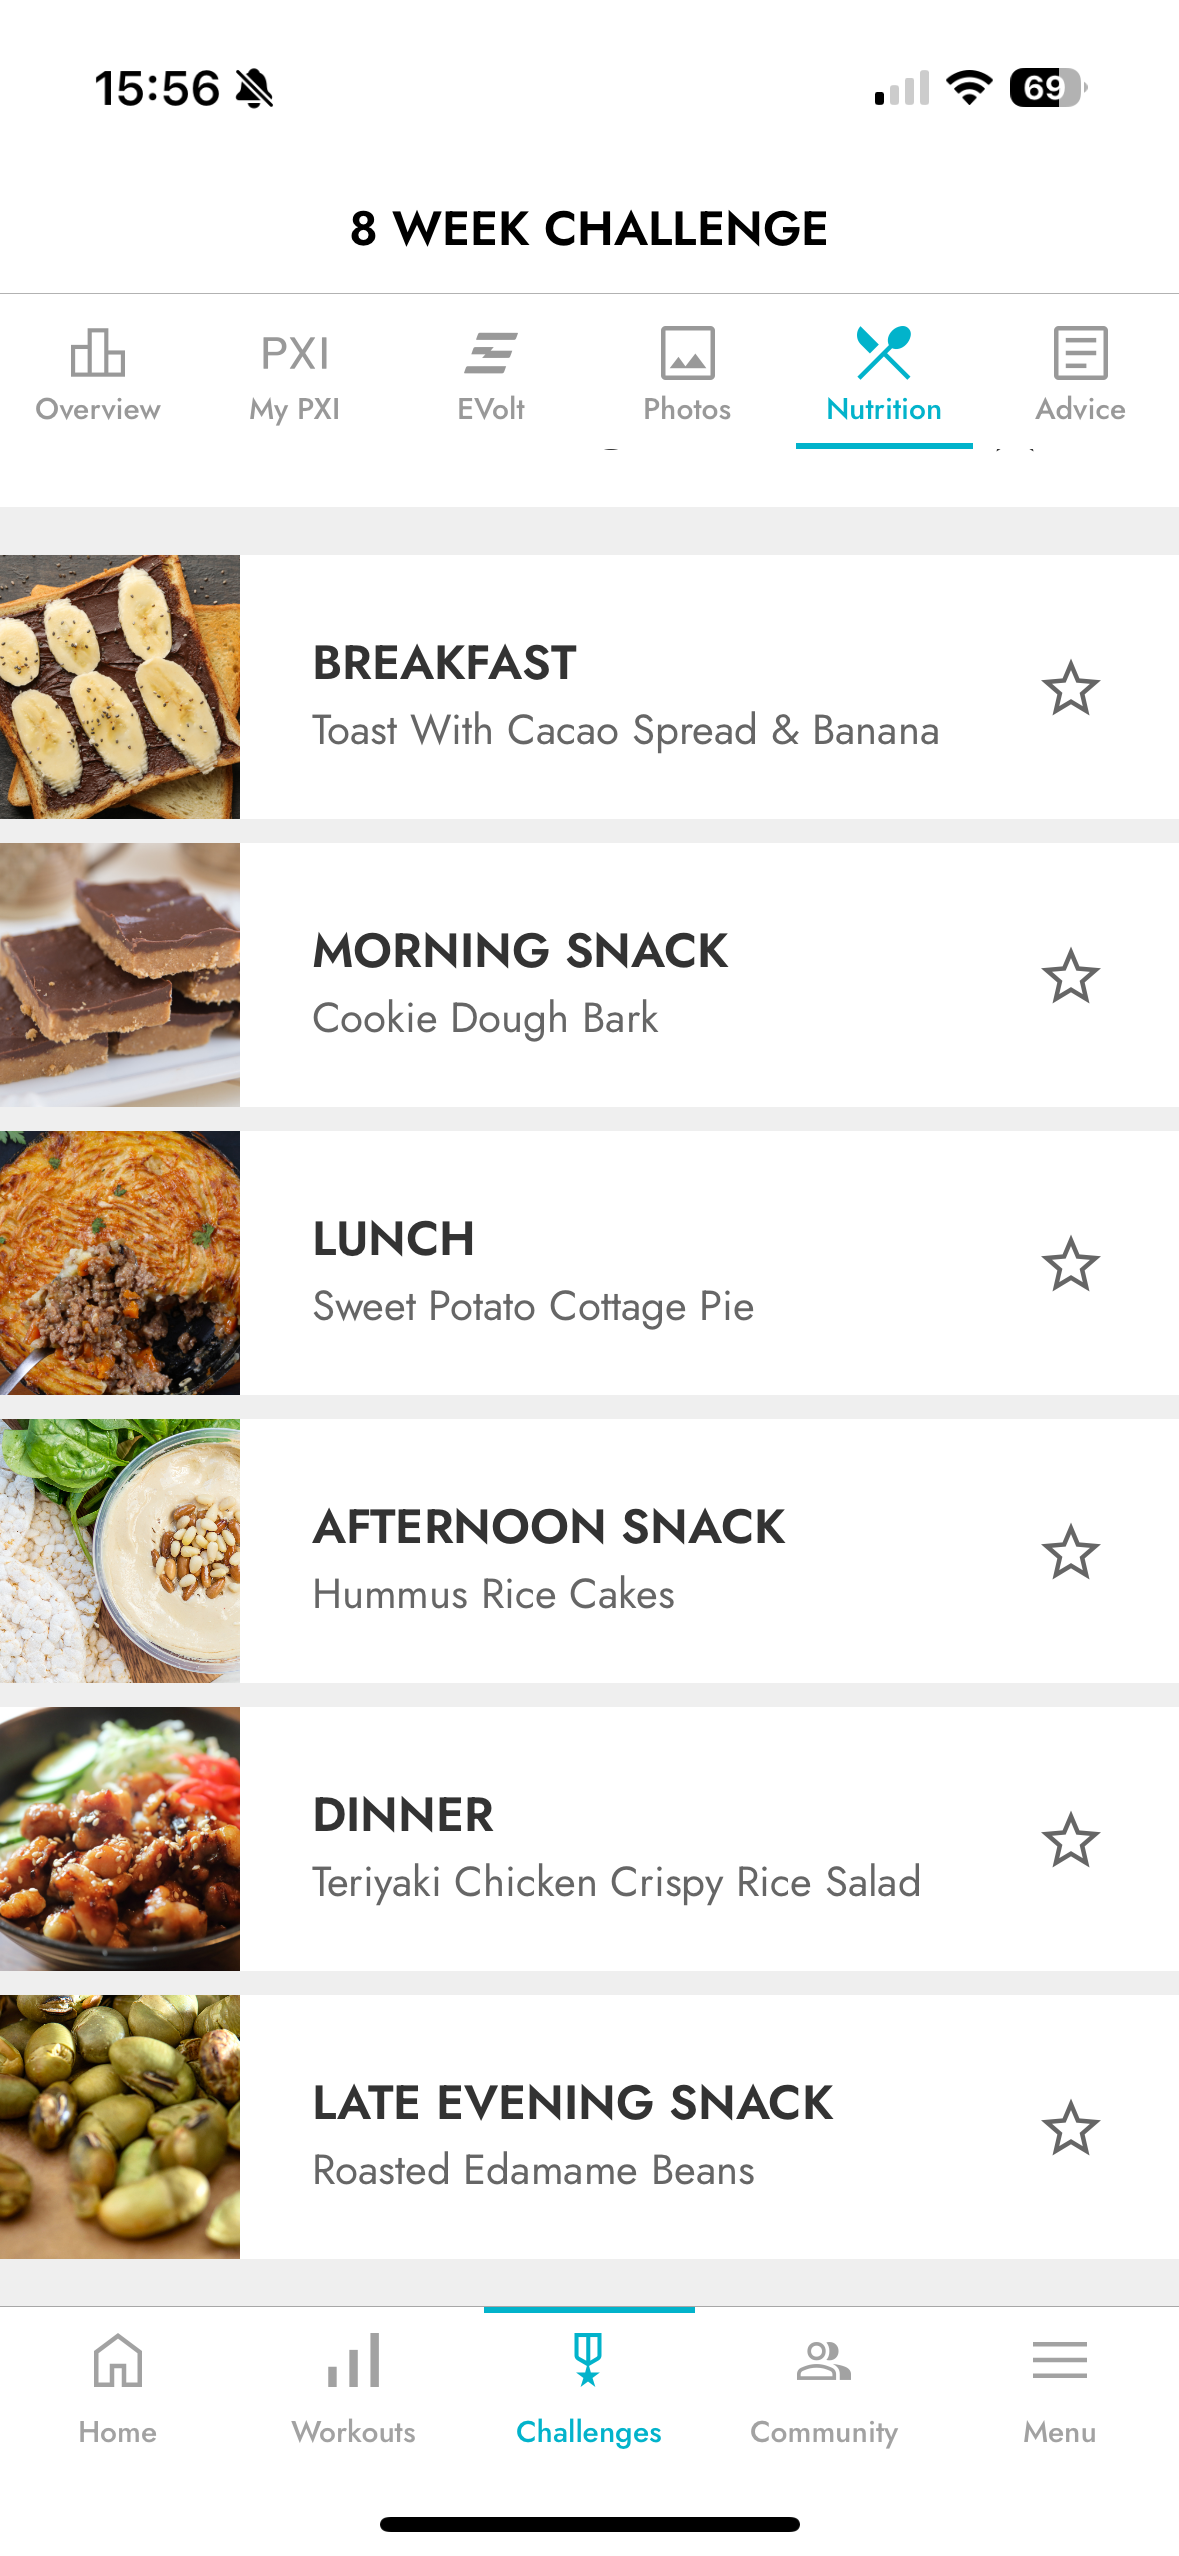 15:56
69
8 WEEK CHALLENGE
PXI
Overview My PXI EVolt Photos Nutrition Advice
BREAKFAST
Toast With Cacao Spread & Banana
MORNING SNACK
Cookie Dough Bark
LUNCH
Sweet Potato Cottage Pie
AFTERNOON SNACK
Hummus Rice Cakes
DINNER
Teriyaki Chicken Crispy Rice Salad
LATE EVENING SNACK
Roasted Edamame Beans
Home Workouts Challenges Community Menu